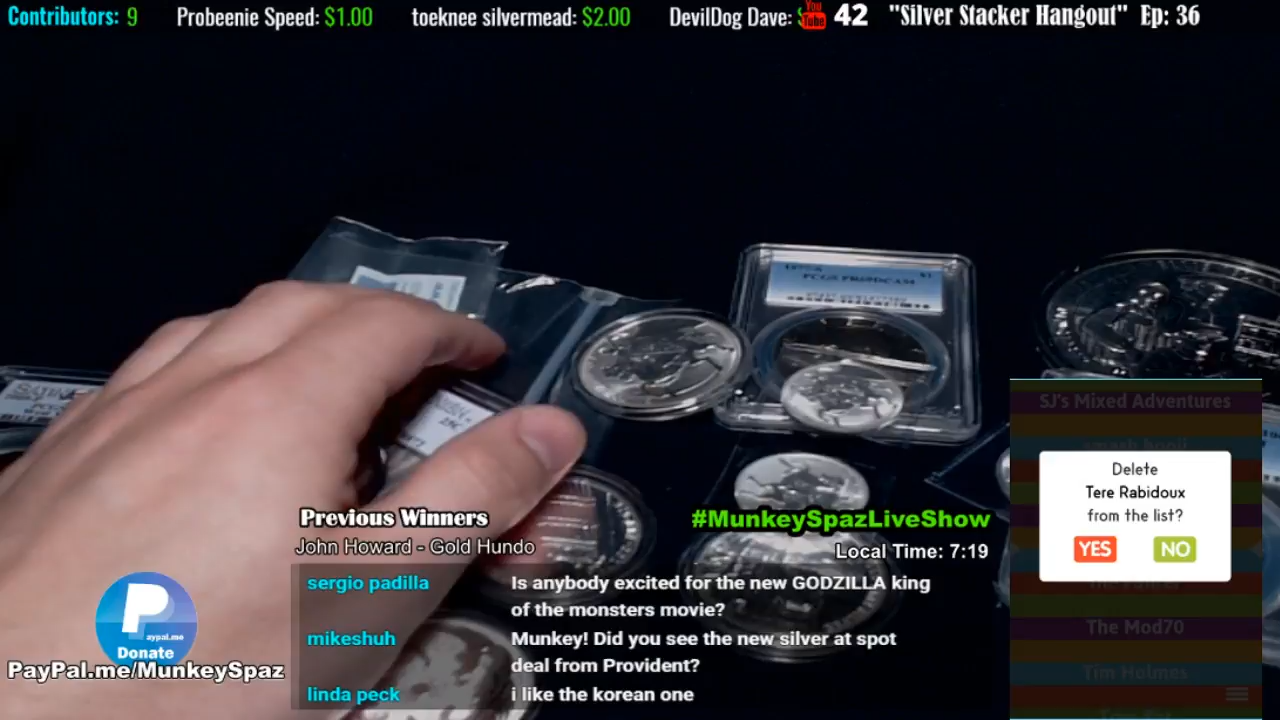 Contributors: 9 Probeenie Speed: $1.00 toeknee silvermead: $2.00 DevilDog Dave: You Tube 42 "Silver Stacker Hangout" Ep: 36
SJ's Mixed Adventures
Delete
Tere Rabidoux
from the list?
YES NO
The Mod70
Tim Holmes
Previous Winners
John Howard - Gold Hundo
#MunkeySpazLiveShow
Local Time: 7:19
sergio padilla Is anybody excited for the new GODZILLA king
of the monsters movie?
mikeshuh Munkey! Did you see the new silver at spot
deal from Provident?
linda peck i like the korean one
Paypal.me
Donate
PayPal.me/MunkeySpaz